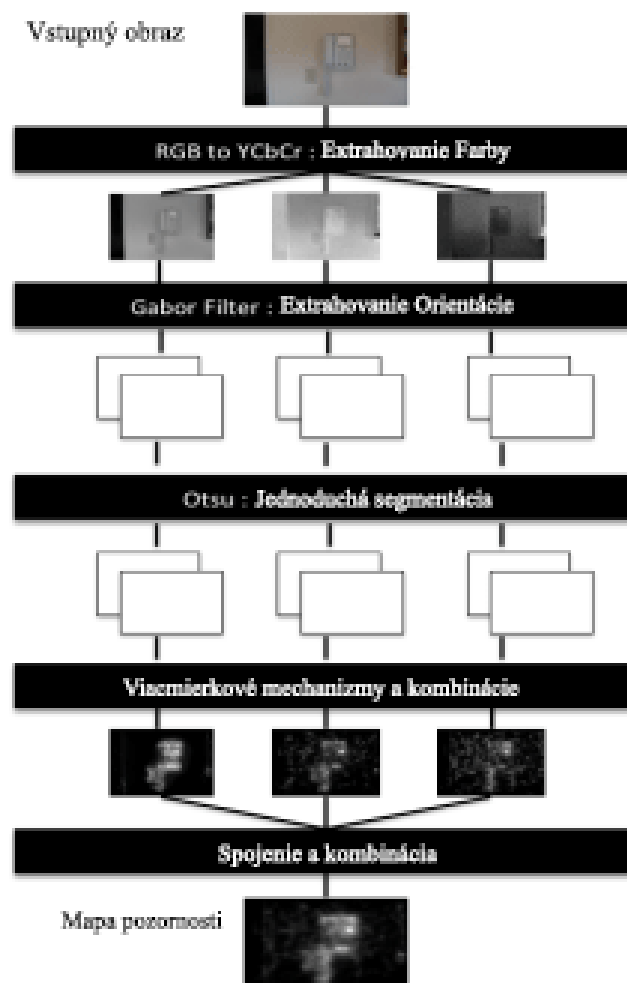 Vstupný obraz
RGB to YCbCr : Extrahovanie Farby
Gabor Filter : Extrahovanie Orientácie
Otsu : Jednoduchá segmentácia
Viacmierkové mechanizmy a kombinácie
Spojenie a kombinácia
Mapa pozornosti